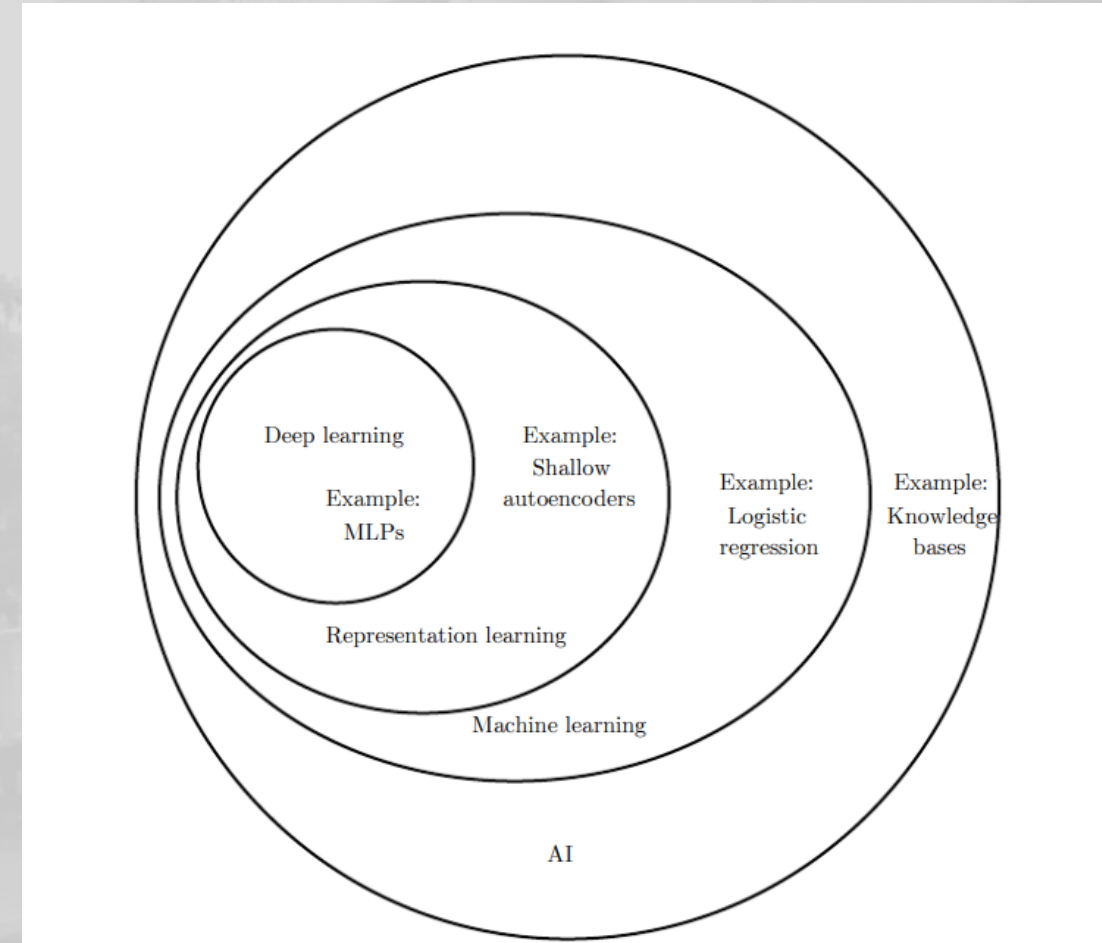 Deep learning
Example:
MLPs
Example:
Shallow
autoencoders
Example:
Logistic
regression
Example:
Knowledge
bases
Representation learning
Machine learning
AI